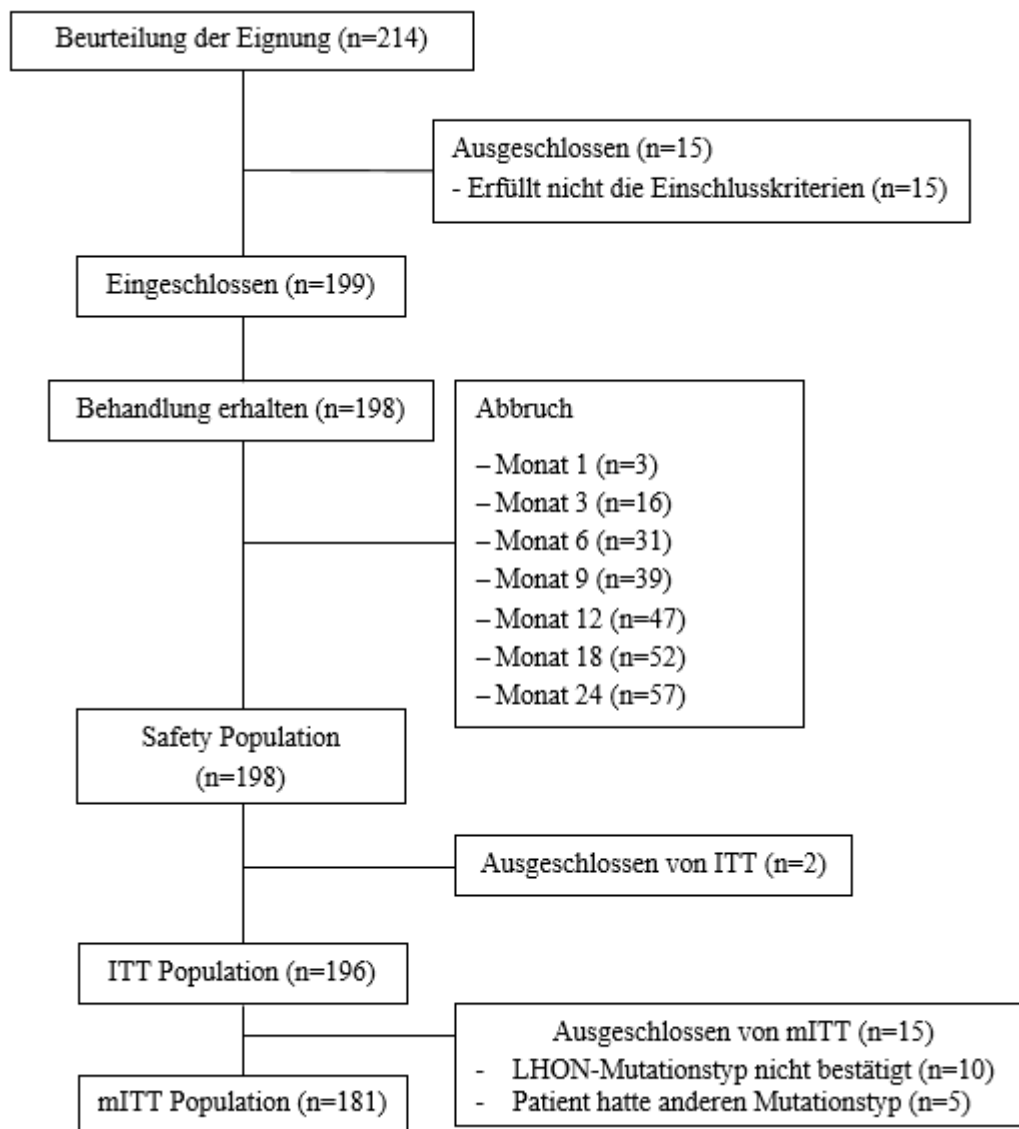 Beurteilung der Eignung (n=214)
Ausgeschlossen (n=15)
- Erfüllt nicht die Einschlusskriterien (n=15)
Eingeschlossen (n=199)
Behandlung erhalten (n=198)
Abbruch
– Monat 1 (n=3)
– Monat 3 (n=16)
– Monat 6 (n=31)
– Monat 9 (n=39)
– Monat 12 (n=47)
– Monat 18 (n=52)
– Monat 24 (n=57)
Safety Population
(n=198)
Ausgeschlossen von ITT (n=2)
ITT Population (n=196)
Ausgeschlossen von mITT (n=15)
- LHON-Mutationstyp nicht bestätigt (n=10)
- Patient hatte anderen Mutationstyp (n=5)
mITT Population (n=181)